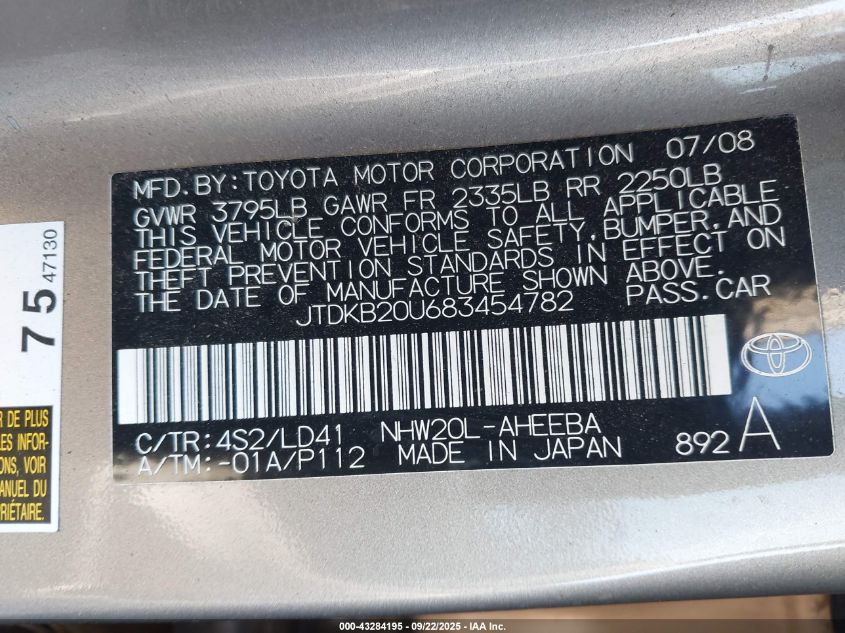 MFD. BY: TOYOTA MOTOR CORPORATION 07/08
GVWR 3795LB GAWR FR 2335LB RR 2250LB
THIS VEHICLE CONFORMS TO ALL APPLICABLE
FEDERAL MOTOR VEHICLE SAFETY, BUMPER, AND
THEFT PREVENTION STANDARDS IN EFFECT ON
THE DATE OF MANUFACTURE SHOWN ABOVE.
JTDKB20U683454782 PASS. CAR
C/TR: 4S2/LD41 NHW20L-AHEEBA
A/TM: -01A/P112 MADE IN JAPAN 892 A
75
47130
R DE PLUS
LES INFOR-
ONS, VOIR
ANUEL DU
PRIÉTAIRE.
000-43284195 - 09/22/2025 - IAA Inc.